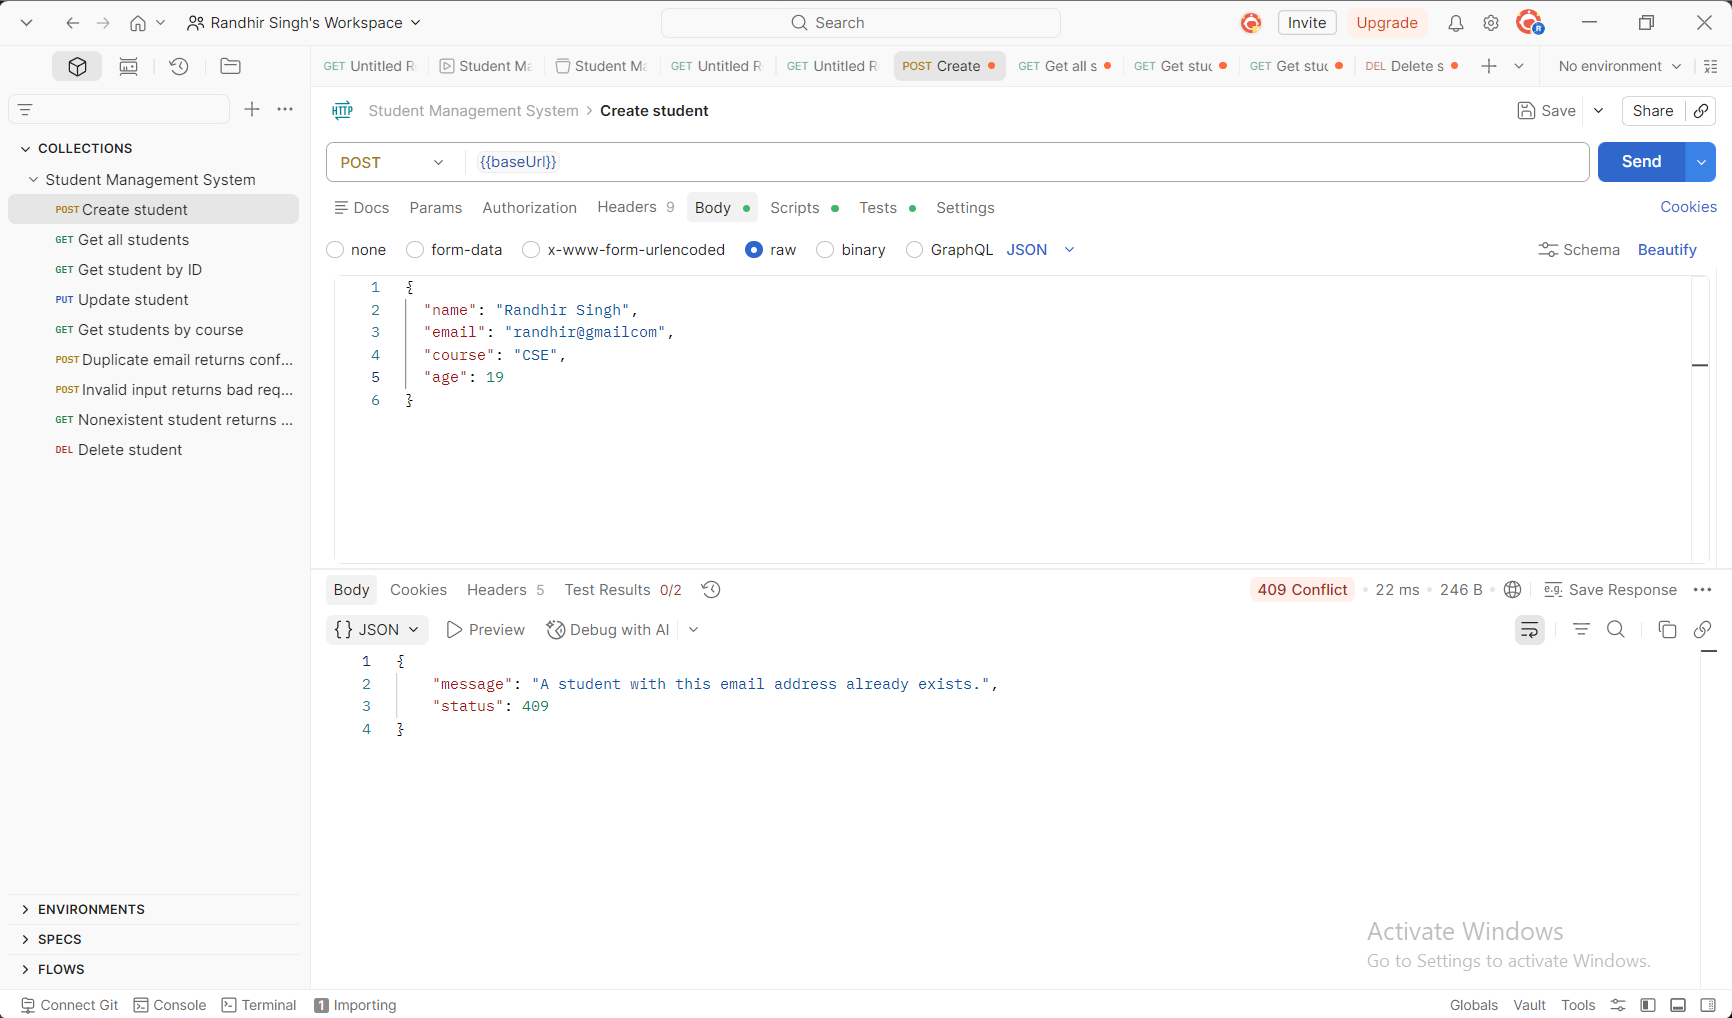 Randhir Singh's Workspace
Search
Invite
Upgrade
GET Untitled R
Student Ma
Student Ma
GET Untitled R
GET Untitled R
POST Create
GET Get all s
GET Get stuc
GET Get stuc
DEL Delete s
No environment
COLLECTIONS
Student Management System
POST Create student
GET Get all students
GET Get student by ID
PUT Update student
GET Get students by course
POST Duplicate email returns conf...
POST Invalid input returns bad req...
GET Nonexistent student returns ...
DEL Delete student
ENVIRONMENTS
SPECS
FLOWS
HTTP Student Management System > Create student
Save
Share
POST {{baseUrl}}
Send
Docs Params Authorization Headers 9 Body Scripts Tests Settings
Cookies
none form-data x-www-form-urlencoded raw binary GraphQL JSON
Schema Beautify
1 {
2 "name": "Randhir Singh",
3 "email": "randhir@gmailcom",
4 "course": "CSE",
5 "age": 19
6 }
Body Cookies Headers 5 Test Results 0/2
409 Conflict 22 ms 246 B
e.g. Save Response
{} JSON Preview Debug with AI
1 {
2 "message": "A student with this email address already exists.",
3 "status": 409
4 }
Activate Windows
Go to Settings to activate Windows.
Connect Git Console Terminal 1 Importing
Globals Vault Tools